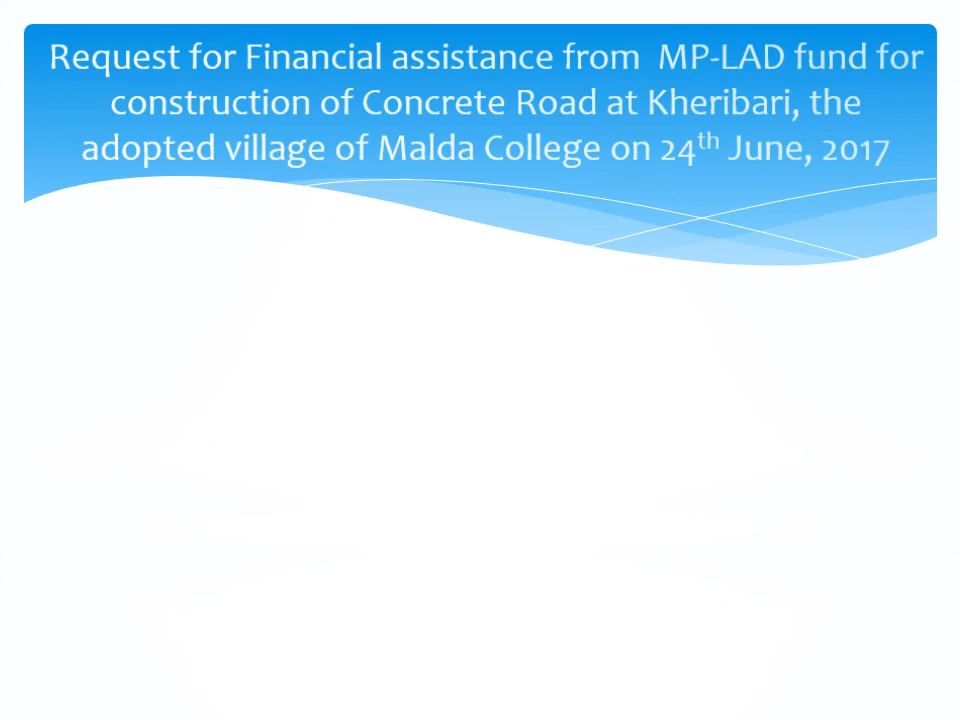 Request for Financial assistance from  MP-LAD fund for
construction of Concrete Road at Kheribari, the
adopted village of Malda College on 24th June, 2017